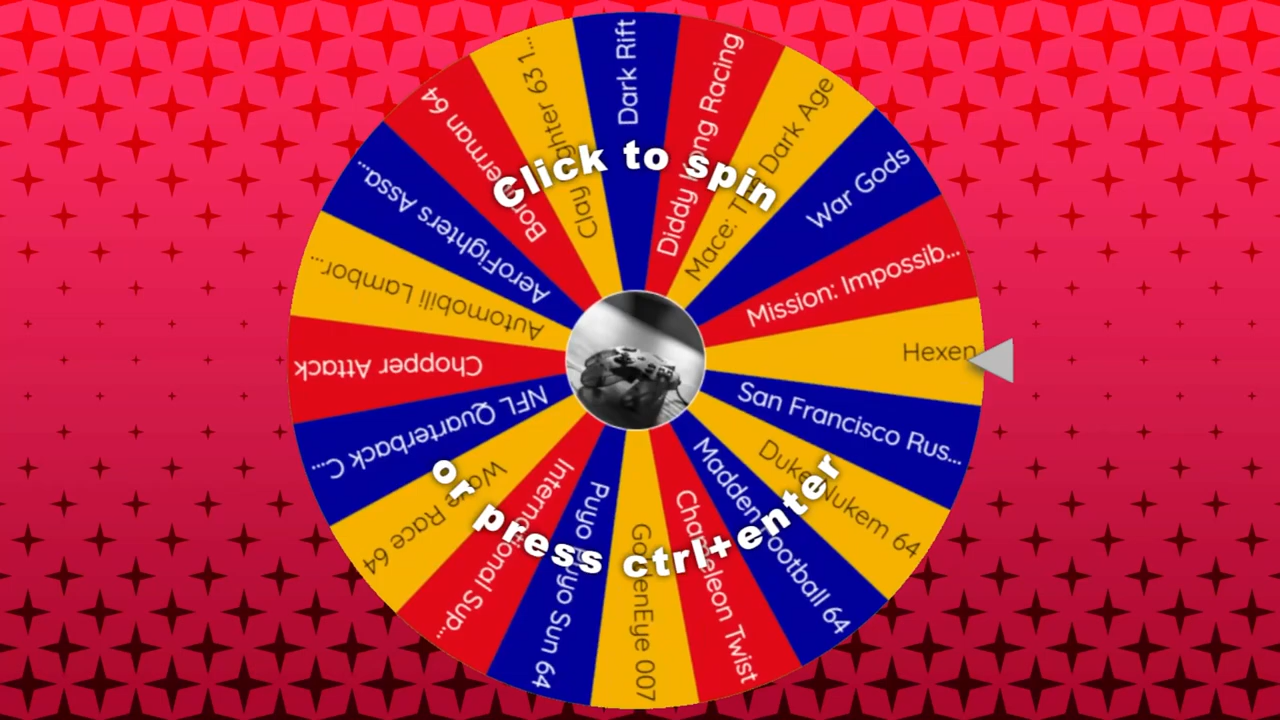 Click to spin
or press ctrl+enter
Dark Rift
Diddy Kong Racing
Mace: The Dark Age
War Gods
Mission: Impossib...
Hexen
San Francisco Rus...
Duke Nukem 64
Madden Football 64
Chameleon Twist
GoldenEye 007
Puyo Puyo Sun 64
International Sup...
Wave Race 64
NFL Quarterback C...
Chopper Attack
Automobili Lambor...
AeroFighters Assa...
Bomberman 64
Clay Fighter 63 1...